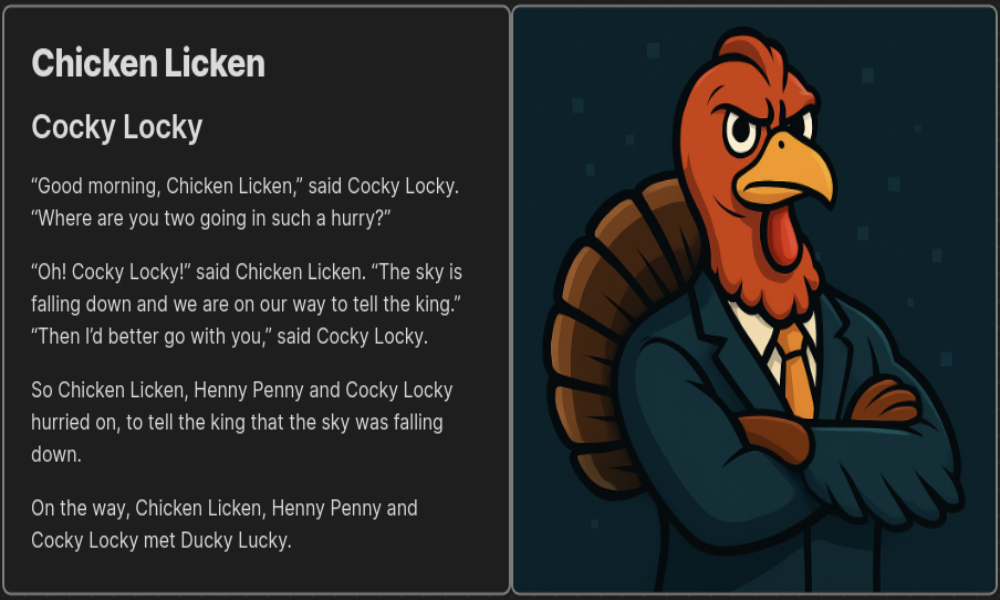 Chicken Licken
Cocky Locky
“Good morning, Chicken Licken,” said Cocky Locky.
“Where are you two going in such a hurry?”
“Oh! Cocky Locky!” said Chicken Licken. “The sky is
falling down and we are on our way to tell the king.”
“Then I’d better go with you,” said Cocky Locky.
So Chicken Licken, Henny Penny and Cocky Locky
hurried on, to tell the king that the sky was falling
down.
On the way, Chicken Licken, Henny Penny and
Cocky Locky met Ducky Lucky.